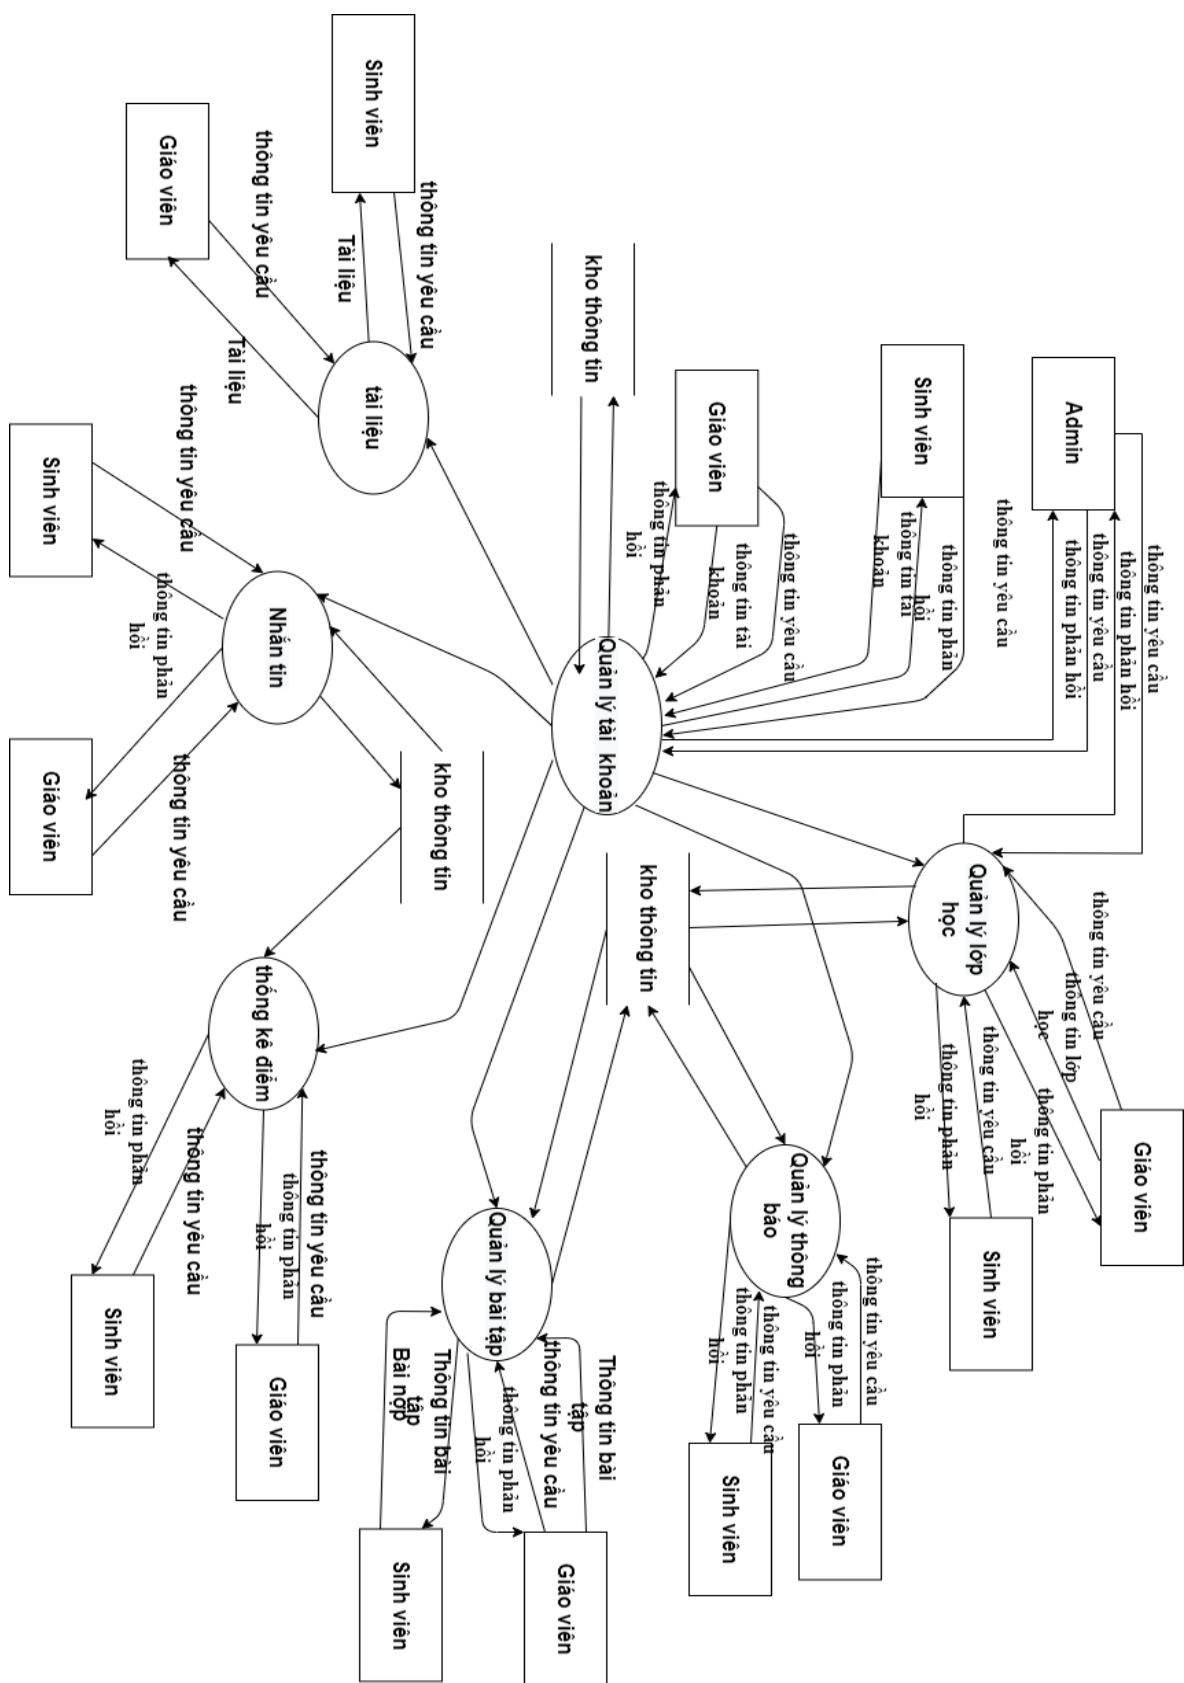 Admin
thông tin yêu cầu
thông tin phản hồi
thông tin yêu cầu
thông tin phản hồi
thông tin yêu cầu
Sinh viên
thông tin phản
hồi
thông tin tài
khoản
Giáo viên
thông tin yêu cầu
thông tin tài
khoản
thông tin phản
hồi
kho thông tin
Quản lý tài khoản
Sinh viên
thông tin yêu cầu
Tài liệu
Giáo viên
thông tin yêu cầu
Tài liệu
tài liệu
thông tin yêu cầu
Sinh viên
thông tin phản
hồi
Nhắn tin
Giáo viên
thông tin yêu cầu
kho thông tin
Quản lý lớp
học
thông tin yêu cầu
thông tin lớp
học
thông tin phản
hồi
Giáo viên
thông tin yêu cầu
thông tin phản
hồi
Sinh viên
kho thông tin
Quản lý thông
báo
thông tin yêu cầu
thông tin phản
hồi
Giáo viên
thông tin yêu cầu
thông tin phản
hồi
Sinh viên
Quản lý bài tập
Thông tin bài
tập
thông tin yêu cầu
thông tin phản
hồi
Giáo viên
Thông tin bài
tập
Bài nợp
Sinh viên
thống kê điểm
thông tin yêu cầu
thông tin phản
hồi
Giáo viên
thông tin yêu cầu
thông tin phản
hồi
Sinh viên